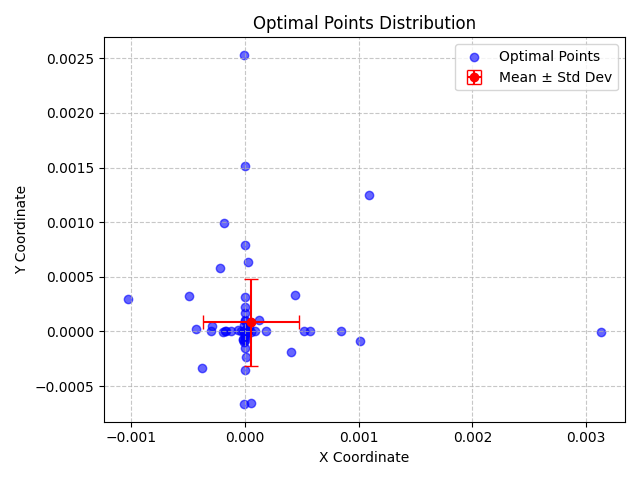 Optimal Points Distribution
Optimal Points
Mean ± Std Dev
Y Coordinate
0.0025
0.0020
0.0015
0.0010
0.0005
0.0000
−0.0005
−0.001
0.000
0.001
0.002
0.003
X Coordinate